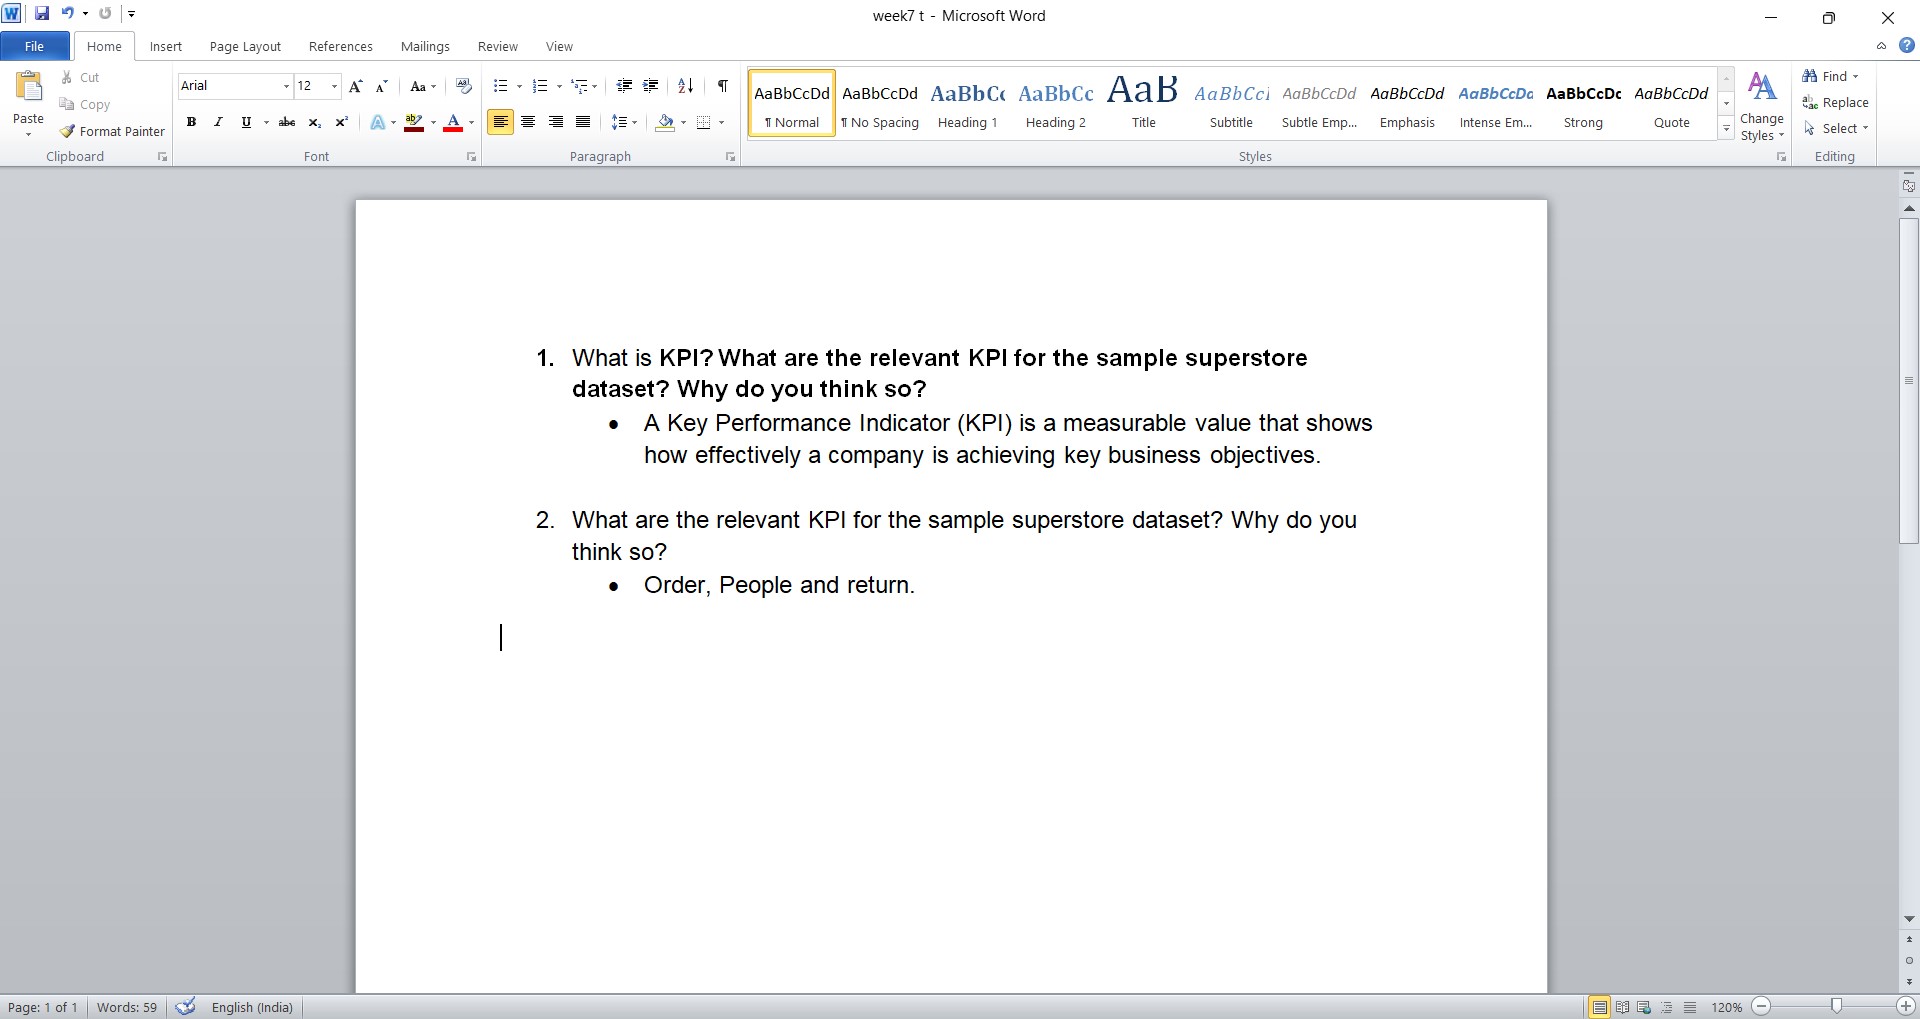 week7 t - Microsoft Word
File Home Insert Page Layout References Mailings Review View
Paste
Cut
Copy
Format Painter
Clipboard
Arial 12
Font
Paragraph
AaBbCcDd AaBbCcDd AaBbCc AaBbCc AaB AaBbCcl AaBbCcDd AaBbCcDd AaBbCcDd AaBbCcDc AaBbCcDd
¶ Normal ¶ No Spacing Heading 1 Heading 2 Title Subtitle Subtle Emp... Emphasis Intense Em... Strong Quote
Styles
Change
Styles
Find
Replace
Select
Editing
1. What is KPI? What are the relevant KPI for the sample superstore
dataset? Why do you think so?
• A Key Performance Indicator (KPI) is a measurable value that shows
how effectively a company is achieving key business objectives.
2. What are the relevant KPI for the sample superstore dataset? Why do you
think so?
• Order, People and return.
Page: 1 of 1 Words: 59 English (India) 120%